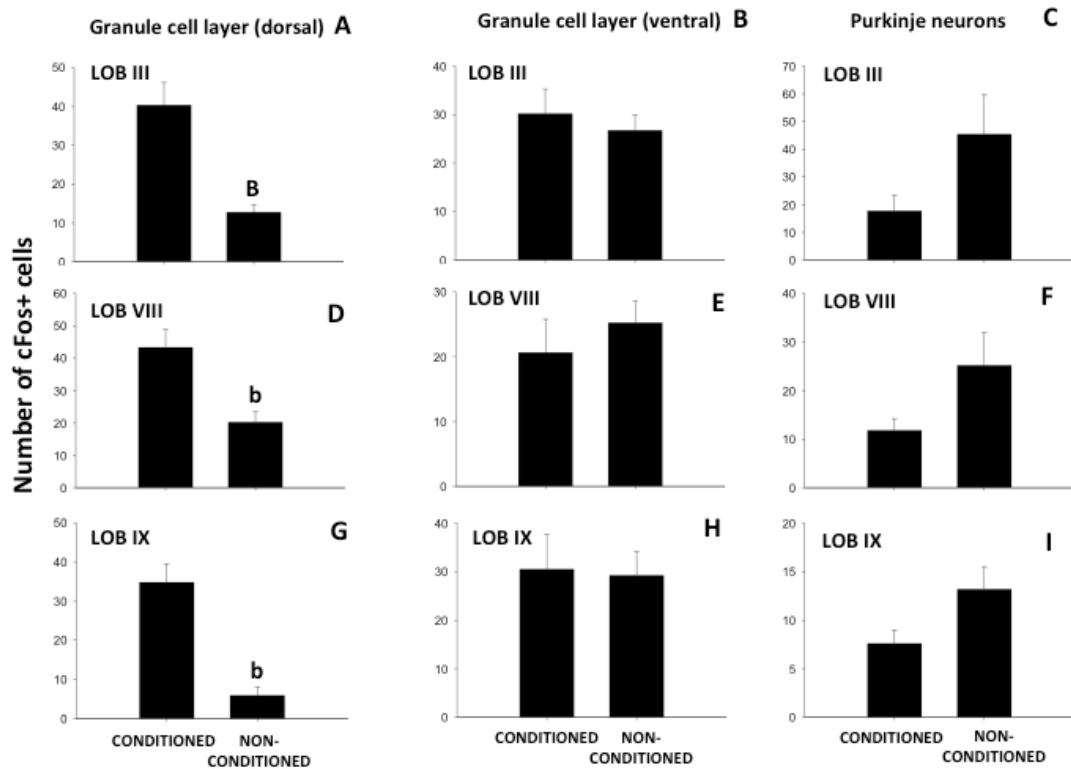 Granule cell layer (dorsal) A
Granule cell layer (ventral) B
Purkinje neurons C
Number of cFos+ cells
LOB III
50
40
30
20
10
0
B
LOB III
40
30
20
10
0
LOB III
70
60
50
40
30
20
10
0
LOB VIII
D
60
50
40
30
20
10
0
b
LOB VIII
E
30
20
10
0
LOB VIII
F
40
30
20
10
0
LOB IX
G
50
40
30
20
10
0
b
CONDITIONED
NON-
CONDITIONED
LOB IX
H
40
30
20
10
0
CONDITIONED
NON-
CONDITIONED
LOB IX
I
20
15
10
5
0
CONDITIONED
NON-
CONDITIONED